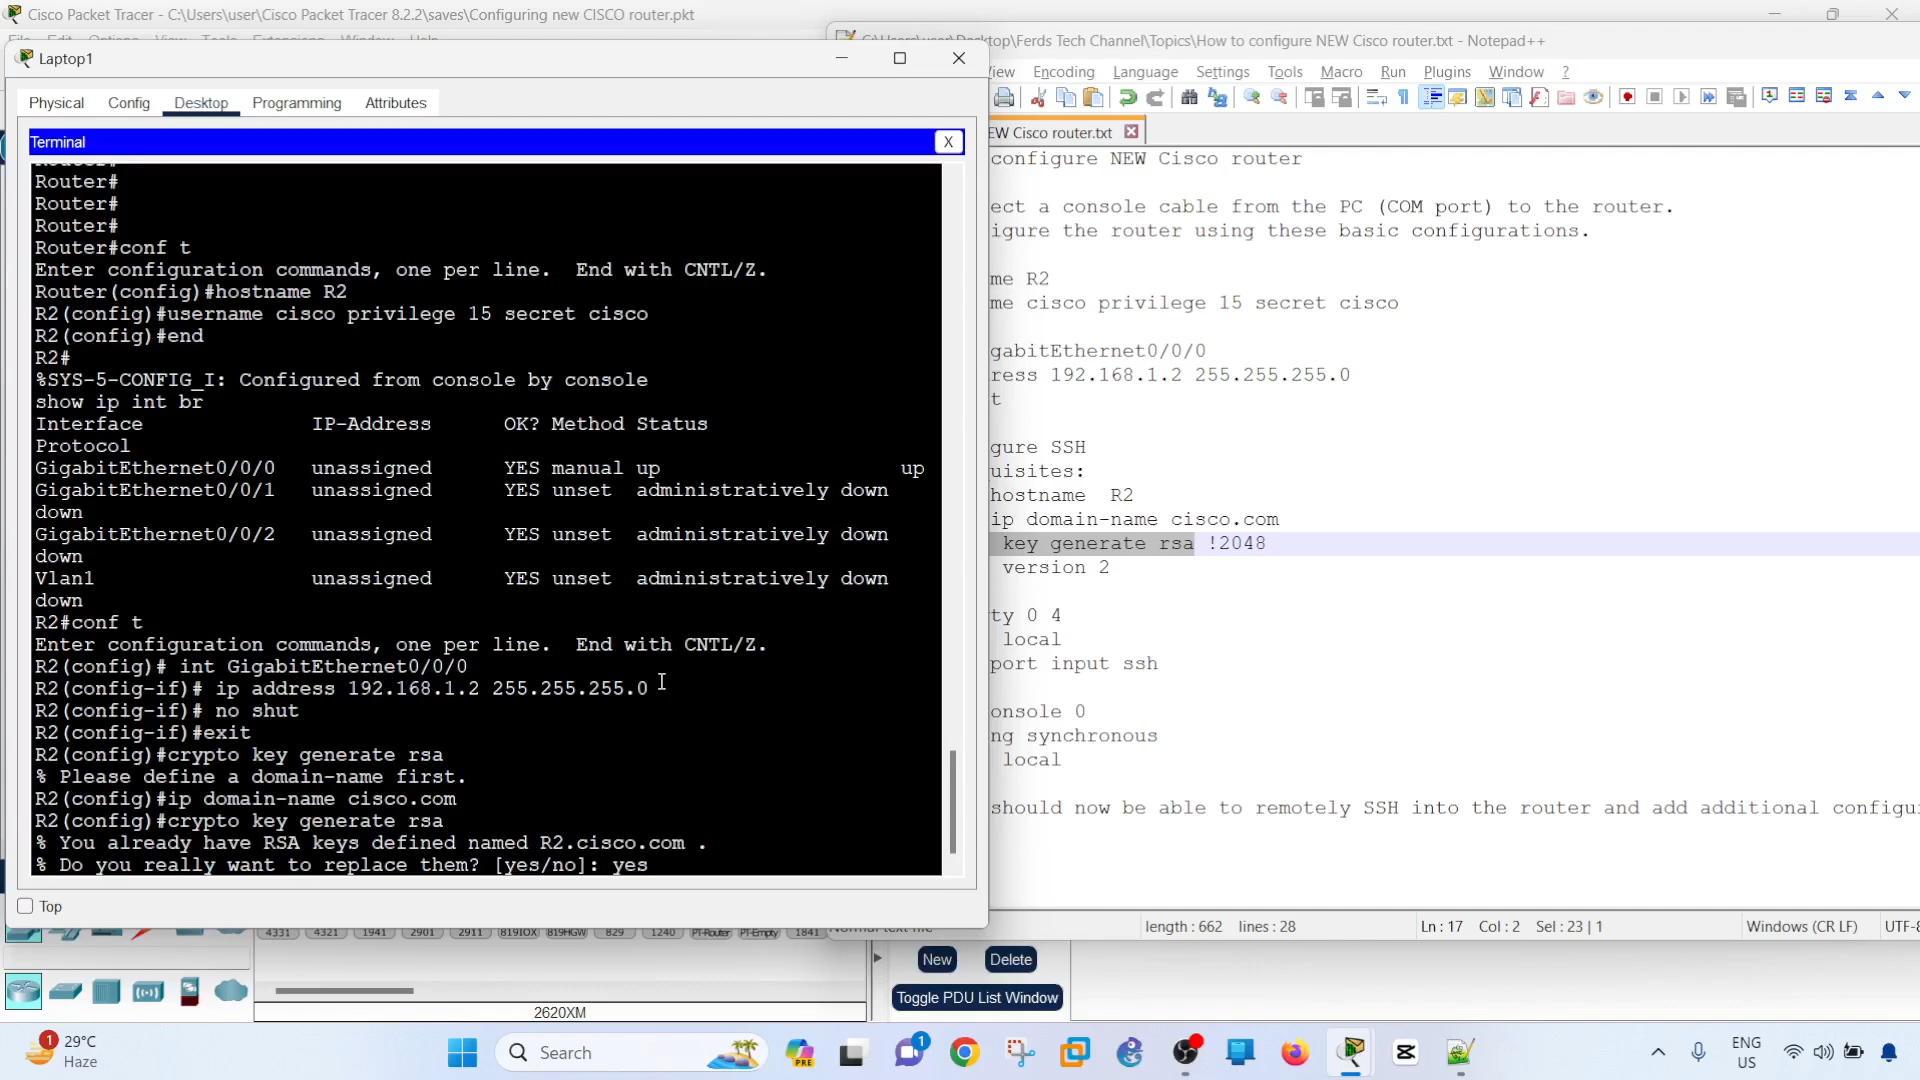 Cisco Packet Tracer - C:\Users\user\Cisco Packet Tracer 8.2.2\saves\Configuring new CISCO router.pkt
Desktop\Ferds Tech Channel\Topics\How to configure NEW Cisco router.txt - Notepad++
Laptop1
View Encoding Language Settings Tools Macro Run Plugins Window ?
Physical Config Desktop Programming Attributes
EW Cisco router.txt
Terminal X
Router#
Router#
Router#
Router#conf t
Enter configuration commands, one per line.  End with CNTL/Z.
Router(config)#hostname R2
R2(config)#username cisco privilege 15 secret cisco
R2(config)#end
R2#
%SYS-5-CONFIG_I: Configured from console by console
show ip int br
Interface IP-Address OK? Method Status
Protocol
GigabitEthernet0/0/0 unassigned YES manual up up
GigabitEthernet0/0/1 unassigned YES unset administratively down
down
GigabitEthernet0/0/2 unassigned YES unset administratively down
down
Vlan1 unassigned YES unset administratively down
down
R2#conf t
Enter configuration commands, one per line.  End with CNTL/Z.
R2(config)# int GigabitEthernet0/0/0
R2(config-if)# ip address 192.168.1.2 255.255.255.0
R2(config-if)# no shut
R2(config-if)#exit
R2(config)#crypto key generate rsa
% Please define a domain-name first.
R2(config)#ip domain-name cisco.com
R2(config)#crypto key generate rsa
% You already have RSA keys defined named R2.cisco.com .
% Do you really want to replace them? [yes/no]: yes
Top
configure NEW Cisco router
ect a console cable from the PC (COM port) to the router.
igure the router using these basic configurations.
me R2
me cisco privilege 15 secret cisco
gabitEthernet0/0/0
ress 192.168.1.2 255.255.255.0
t
gure SSH
uisites:
hostname  R2
ip domain-name cisco.com
key generate rsa !2048
version 2
ty 0 4
local
port input ssh
onsole 0
ng synchronous
local
should now be able to remotely SSH into the router and add additional configu
length : 662 lines : 28 Ln : 17 Col : 2 Sel : 23 | 1 Windows (CR LF) UTF-8
4331 4321 1941 2901 2911 819IOX 819HGW 829 1240 PT-Router PT-Empty 1841
New Delete
Toggle PDU List Window
2620XM
1 29°C
Haze
Search
PRE
1
ENG
US